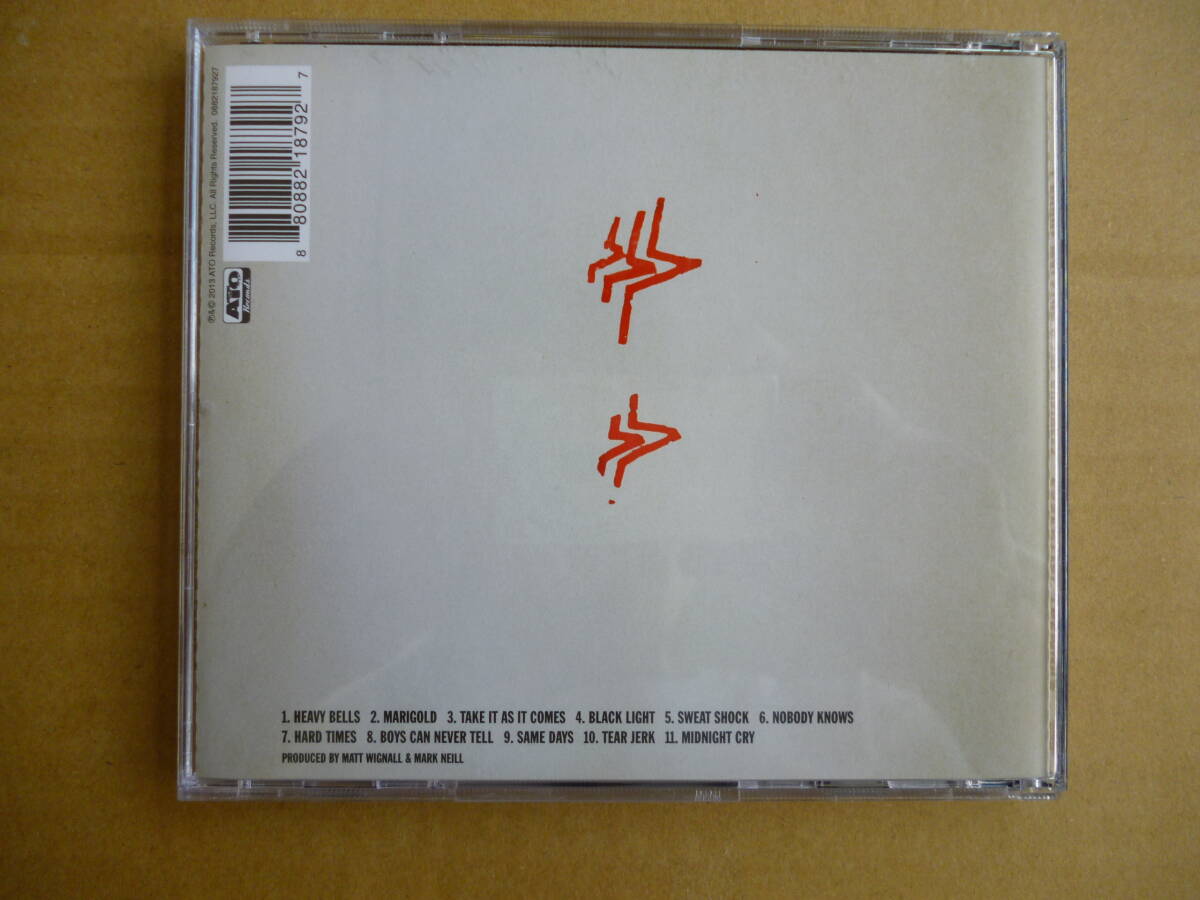 ℗&© 2013 ATO Records, LLC. All Rights Reserved. 0882187927
8 80882 18792 7
ATO
Records
1. HEAVY BELLS 2. MARIGOLD 3. TAKE IT AS IT COMES 4. BLACK LIGHT 5. SWEAT SHOCK 6. NOBODY KNOWS
7. HARD TIMES 8. BOYS CAN NEVER TELL 9. SAME DAYS 10. TEAR JERK 11. MIDNIGHT CRY
PRODUCED BY MATT WIGNALL & MARK NEILL